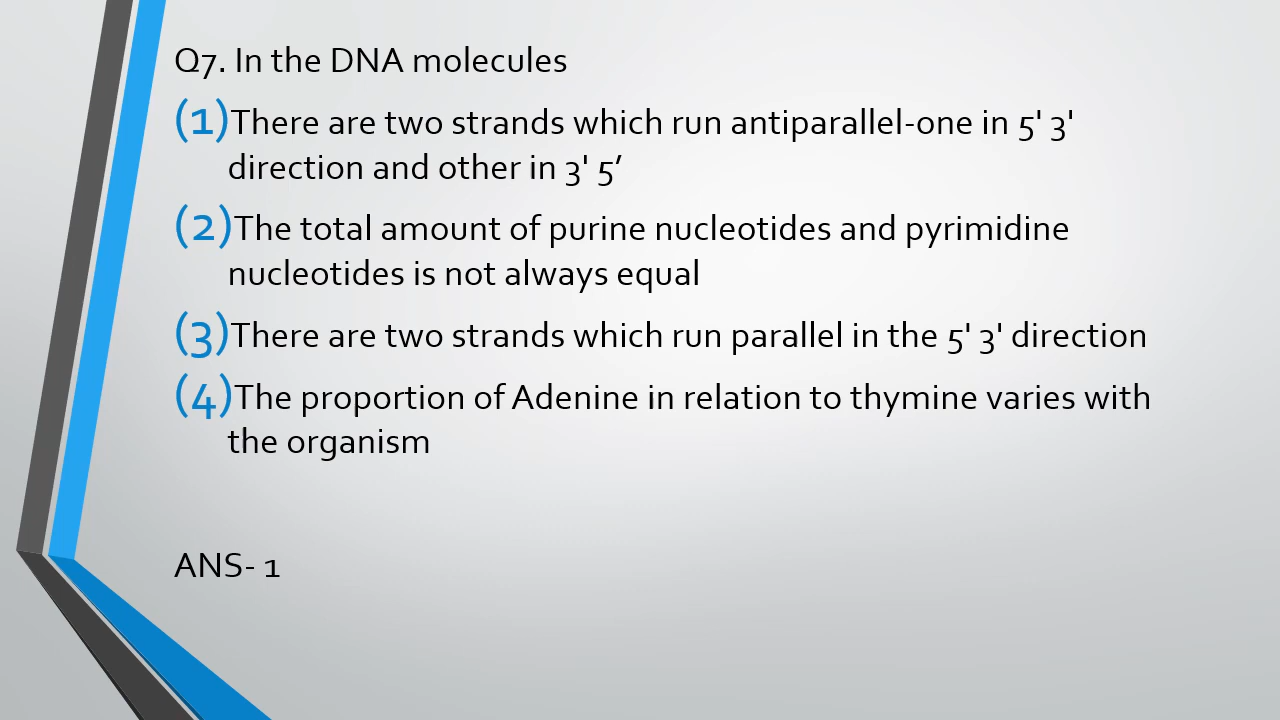 Q7. In the DNA molecules
(1)There are two strands which run antiparallel-one in 5' 3'
direction and other in 3' 5’
(2)The total amount of purine nucleotides and pyrimidine
nucleotides is not always equal
(3)There are two strands which run parallel in the 5' 3' direction
(4)The proportion of Adenine in relation to thymine varies with
the organism
ANS- 1